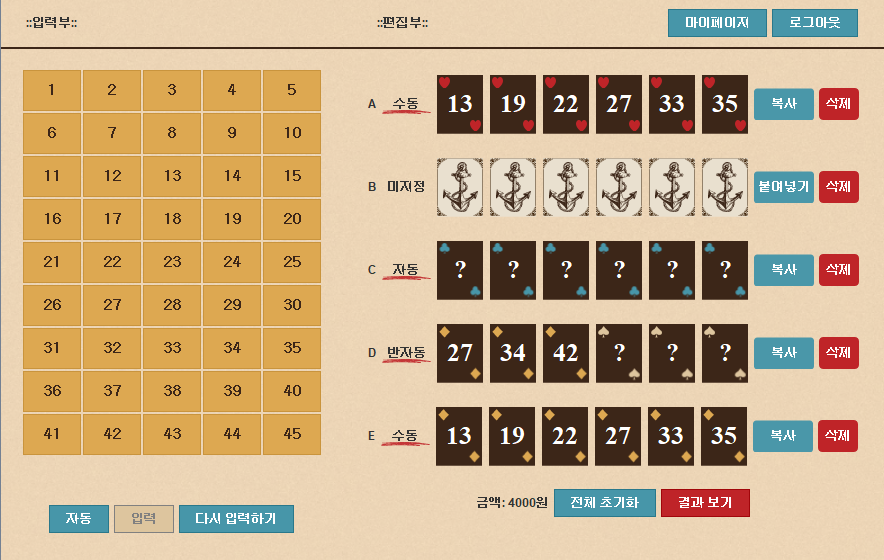 ::입력부::
::편집부::
마이페이지 로그아웃
1 2 3 4 5
6 7 8 9 10
11 12 13 14 15
16 17 18 19 20
21 22 23 24 25
26 27 28 29 30
31 32 33 34 35
36 37 38 39 40
41 42 43 44 45
자동 입력 다시 입력하기
A 수동 13 19 22 27 33 35 복사 삭제
B 미지정 붙여넣기 삭제
C 자동 ? ? ? ? ? ? 복사 삭제
D 반자동 27 34 42 ? ? ? 복사 삭제
E 수동 13 19 22 27 33 35 복사 삭제
금액: 4000원 전체 초기화 결과 보기